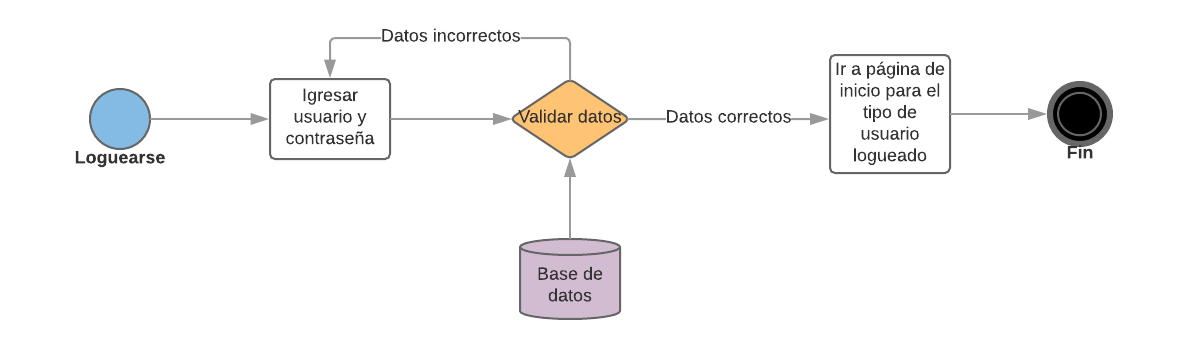 Datos incorrectos
Loguearse
Igresar
usuario y
contraseña
Validar datos
Datos correctos
Ir a página de
inicio para el
tipo de
usuario
logueado
Fin
Base de
datos